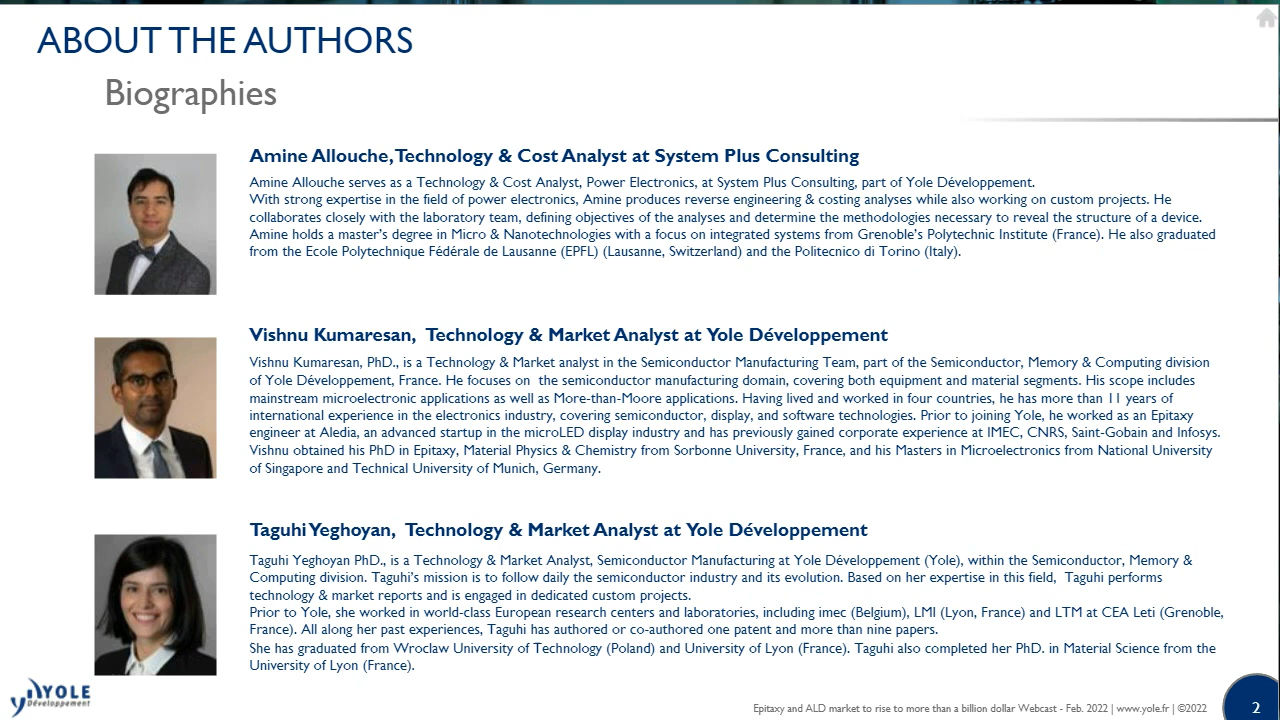 ABOUT THE AUTHORS
Biographies
Amine Allouche, Technology & Cost Analyst at System Plus Consulting
Amine Allouche serves as a Technology & Cost Analyst, Power Electronics, at System Plus Consulting, part of Yole Développement.
With strong expertise in the field of power electronics, Amine produces reverse engineering & costing analyses while also working on custom projects. He
collaborates closely with the laboratory team, defining objectives of the analyses and determine the methodologies necessary to reveal the structure of a device.
Amine holds a master's degree in Micro & Nanotechnologies with a focus on integrated systems from Grenoble's Polytechnic Institute (France). He also graduated
from the Ecole Polytechnique Fédérale de Lausanne (EPFL) (Lausanne, Switzerland) and the Politecnico di Torino (Italy).
Vishnu Kumaresan, Technology & Market Analyst at Yole Développement
Vishnu Kumaresan, PhD., is a Technology & Market analyst in the Semiconductor Manufacturing Team, part of the Semiconductor, Memory & Computing division
of Yole Développement, France. He focuses on the semiconductor manufacturing domain, covering both equipment and material segments. His scope includes
mainstream microelectronic applications as well as More-than-Moore applications. Having lived and worked in four countries, he has more than 11 years of
international experience in the electronics industry, covering semiconductor, display, and software technologies. Prior to joining Yole, he worked as an Epitaxy
engineer at Aledia, an advanced startup in the microLED display industry and has previously gained corporate experience at IMEC, CNRS, Saint-Gobain and Infosys.
Vishnu obtained his PhD in Epitaxy, Material Physics & Chemistry from Sorbonne University, France, and his Masters in Microelectronics from National University
of Singapore and Technical University of Munich, Germany.
Taguhi Yeghoyan, Technology & Market Analyst at Yole Développement
Taguhi Yeghoyan PhD., is a Technology & Market Analyst, Semiconductor Manufacturing at Yole Développement (Yole), within the Semiconductor, Memory &
Computing division. Taguhi's mission is to follow daily the semiconductor industry and its evolution. Based on her expertise in this field, Taguhi performs
technology & market reports and is engaged in dedicated custom projects.
Prior to Yole, she worked in world-class European research centers and laboratories, including imec (Belgium), LMI (Lyon, France) and LTM at CEA Leti (Grenoble,
France). All along her past experiences, Taguhi has authored or co-authored one patent and more than nine papers.
She has graduated from Wroclaw University of Technology (Poland) and University of Lyon (France). Taguhi also completed her PhD. in Material Science from the
University of Lyon (France).
YOLE
Développement
Epitaxy and ALD market to rise to more than a billion dollar Webcast - Feb. 2022 | www.yole.fr | ©2022
2